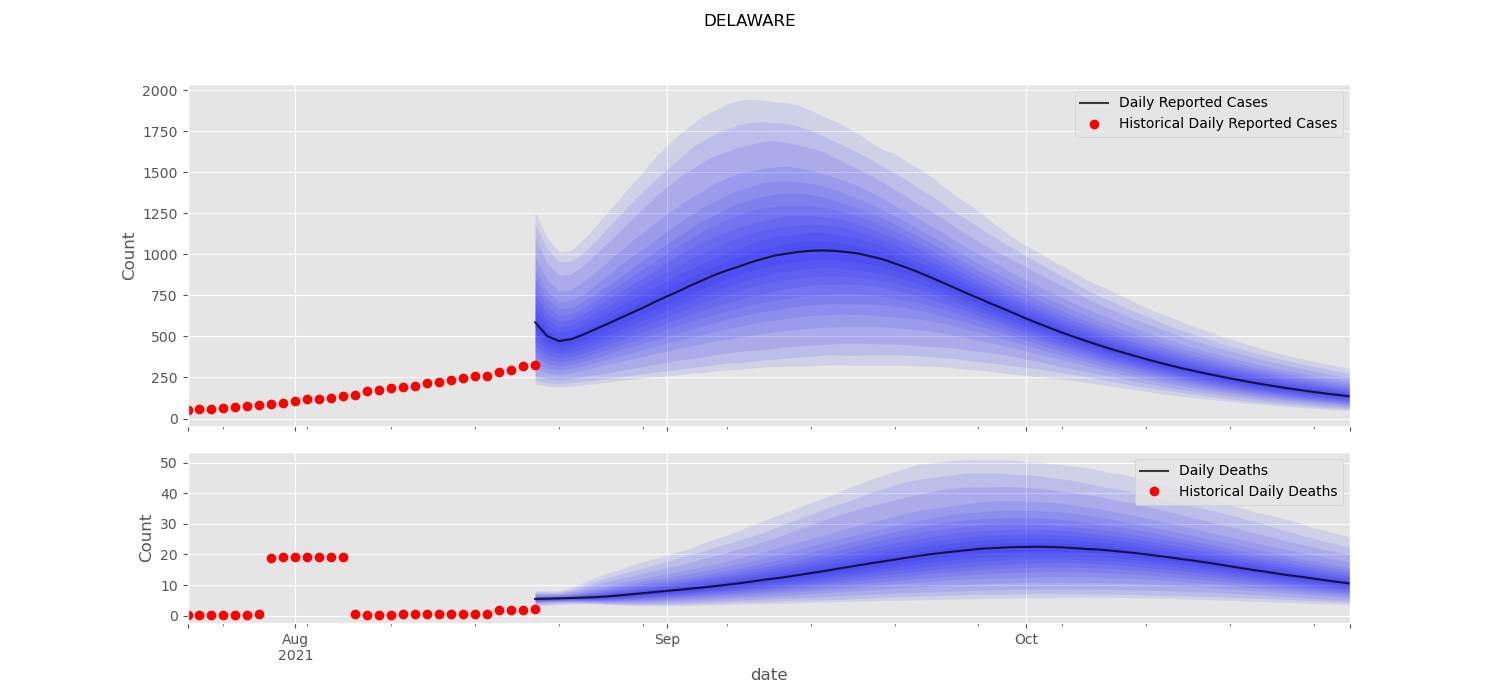 DELAWARE
2000
1750
1500
1250
1000
750
500
250
0
Count
Daily Reported Cases
Historical Daily Reported Cases
50
40
30
20
10
0
Count
Daily Deaths
Historical Daily Deaths
Aug
2021
Sep
Oct
date